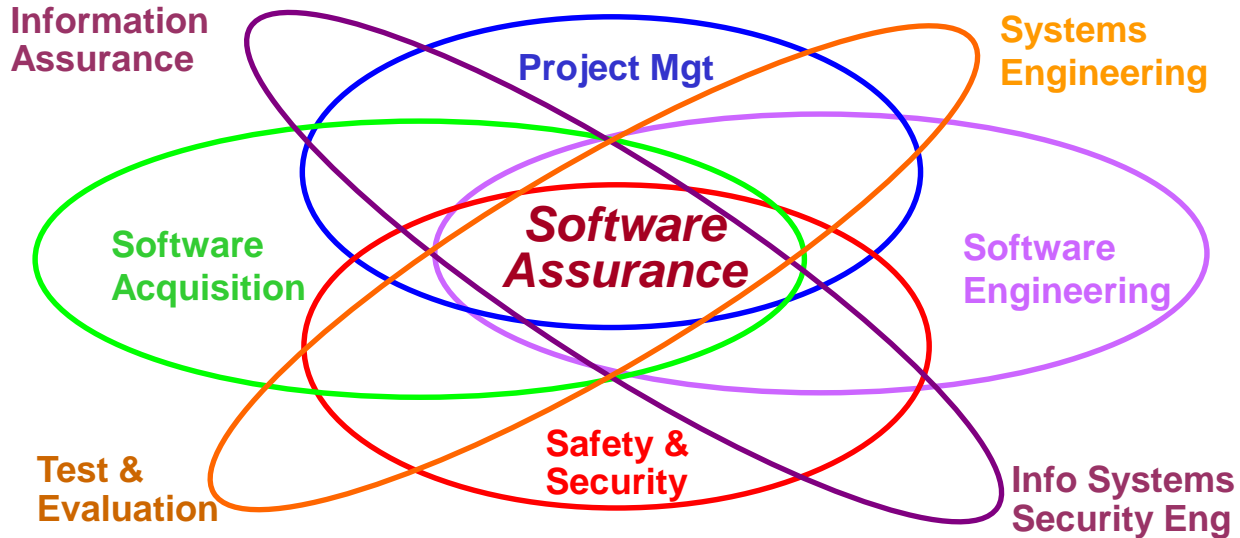 Information
Assurance
Project Mgt
Systems
Engineering
Software
Acquisition
Software
Assurance
Software
Engineering
Test &
Evaluation
Safety &
Security
Info Systems
Security Eng